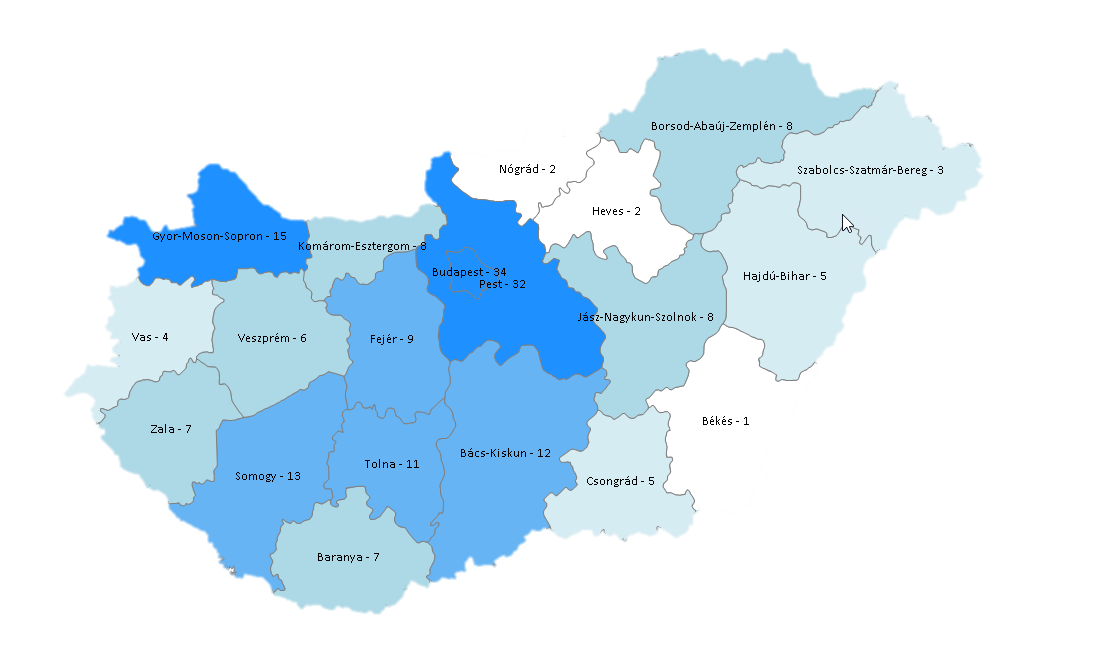 Borsod-Abaúj-Zemplén - 8
Nógrád - 2
Szabolcs-Szatmár-Bereg - 3
Heves - 2
Gyor-Moson-Sopron - 15
Komárom-Esztergom - 8
Budapest - 34
Hajdú-Bihar - 5
Pest - 32
Jász-Nagykun-Szolnok - 8
Vas - 4
Veszprém - 6
Fejér - 9
Békés - 1
Zala - 7
Bács-Kiskun - 12
Tolna - 11
Somogy - 13
Csongrád - 5
Baranya - 7